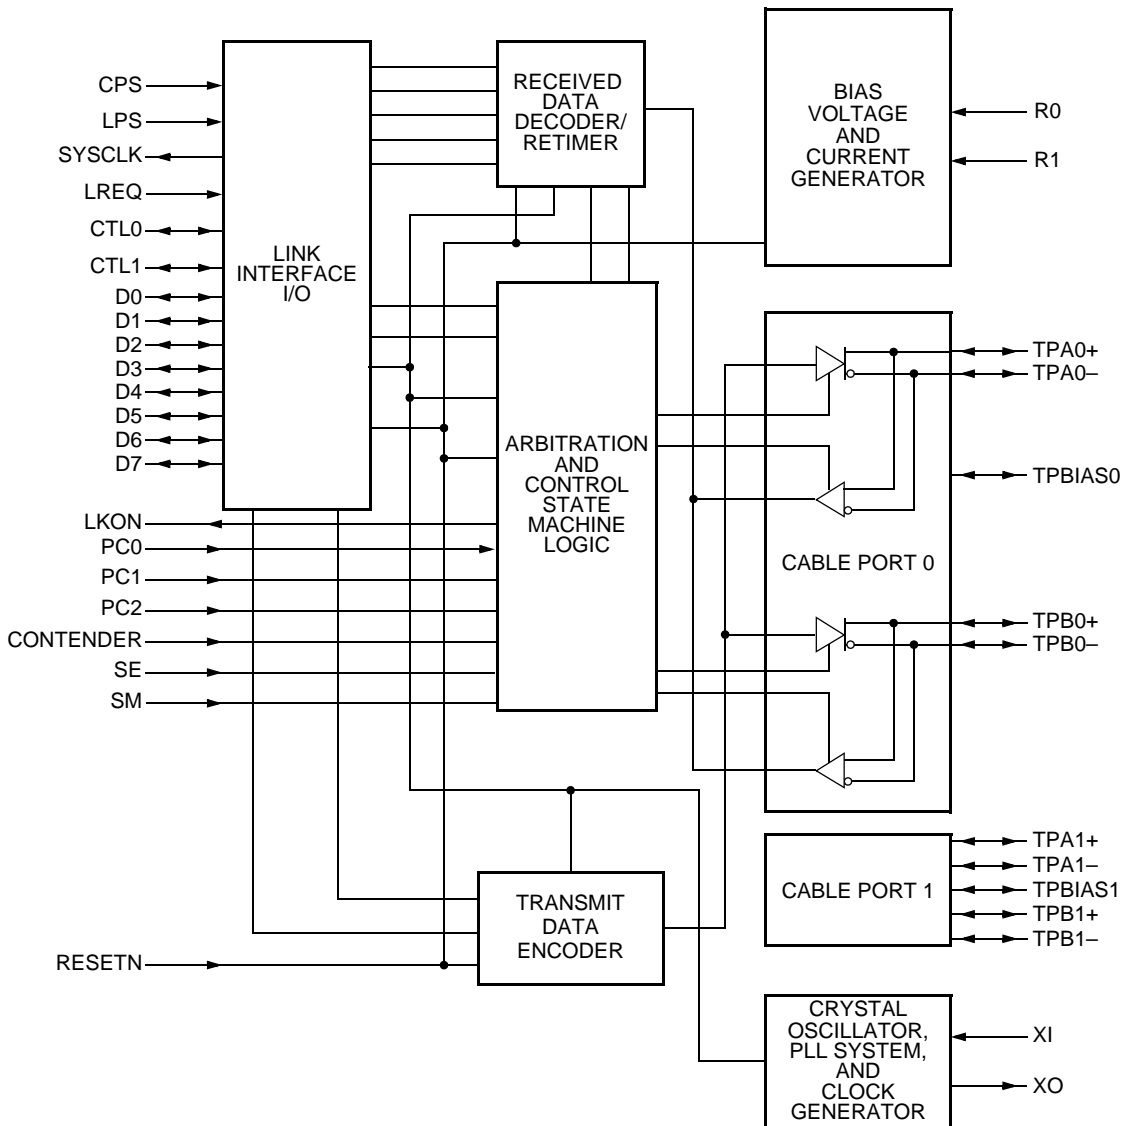 CPS
LPS
SYSCLK
LREQ
CTL0
CTL1
D0
D1
D2
D3
D4
D5
D6
D7
LKON
PC0
PC1
PC2
CONTENDER
SE
SM
RESETN
LINK
INTERFACE
I/O
RECEIVED
DATA
DECODER/
RETIMER
ARBITRATION
AND
CONTROL
STATE
MACHINE
LOGIC
TRANSMIT
DATA
ENCODER
BIAS
VOLTAGE
AND
CURRENT
GENERATOR
R0
R1
CABLE PORT 0
TPA0+
TPA0–
TPBIAS0
TPB0+
TPB0–
CABLE PORT 1
TPA1+
TPA1–
TPBIAS1
TPB1+
TPB1–
CRYSTAL
OSCILLATOR,
PLL SYSTEM,
AND
CLOCK
GENERATOR
XI
XO